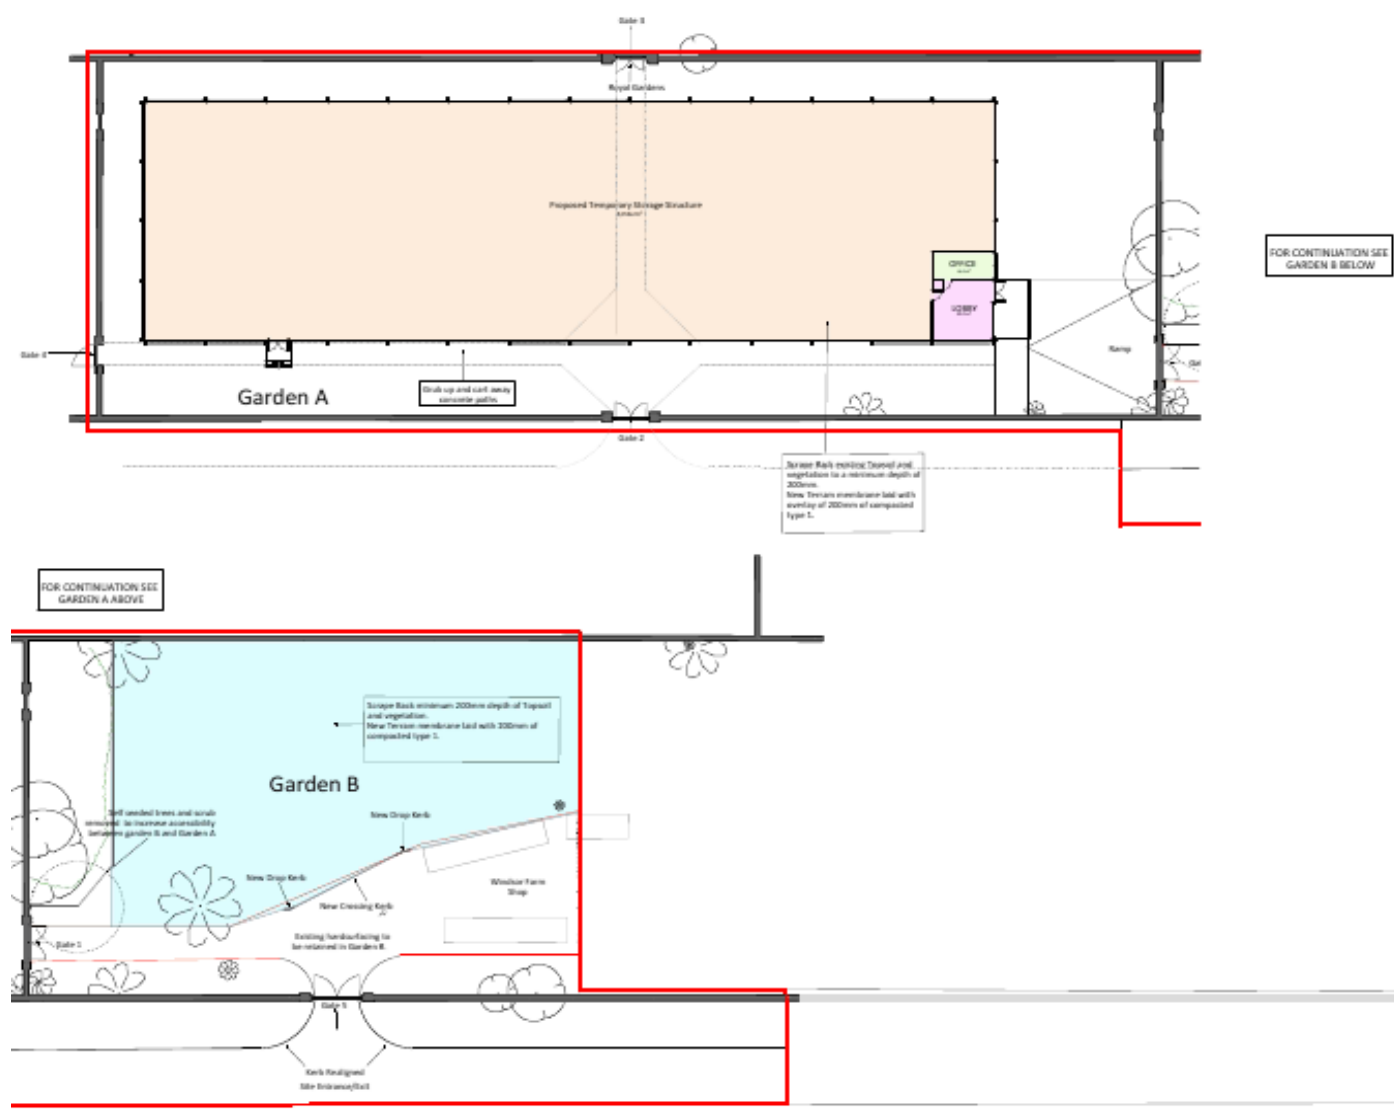 Gate 3
Royal Gardens
Proposed Temporary Storage Structure
OFFICE
LOBBY
FOR CONTINUATION SEE
GARDEN B BELOW
Ramp
Gate 4
Garden A
Grub up and cart away
concrete paths
Gate 2
Scrape Back existing Topsoil and
vegetation to a minimum depth of
200mm.
New Terram membrane laid with
overlay of 200mm of compacted
type 1.
FOR CONTINUATION SEE
GARDEN A ABOVE
Scrape Back minimum 200mm depth of Topsoil
and vegetation.
New Terram membrane laid with 200mm of
compacted type 1.
Garden B
Self seeded trees and scrub
removed to increase accessibility
between garden B and Garden A
New Drop Kerb
New Drop Kerb
New Crossing Kerb
Windsor Farm
Shop
Existing hardsurfacing to
be retained in Garden B
Gate 1
Gate 5
Kerb Realigned
Site Entrance/Exit